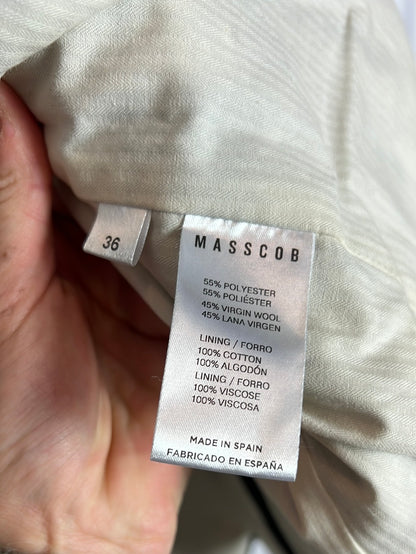 36
MASSCOB
55% POLYESTER
55% POLIÉSTER
45% VIRGIN WOOL
45% LANA VIRGEN
LINING / FORRO
100% COTTON
100% ALGODÓN
LINING / FORRO
100% VISCOSE
100% VISCOSA
MADE IN SPAIN
FABRICADO EN ESPAÑA